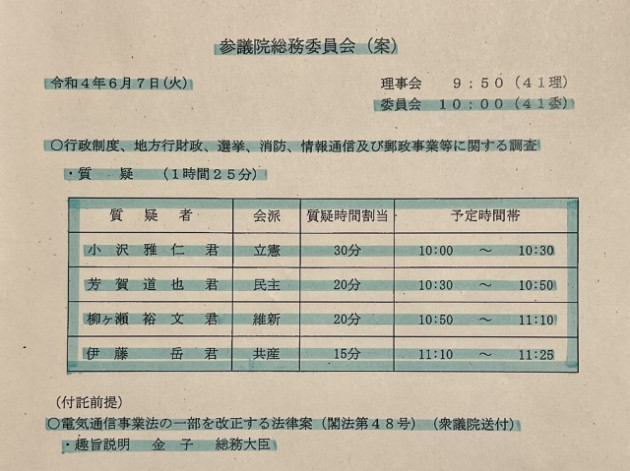 参議院総務委員会（案）
令和４年６月７日（火）
理事会　９：５０（４１理）
委員会　１０：００（４１委）
〇行政制度、地方行財政、選挙、消防、情報通信及び郵政事業等に関する調査
・質　疑　（１時間２５分）
質疑者　会派　質疑時間割当　予定時間帯
小沢雅仁君　立憲　30分　10:00　～　10:30
芳賀道也君　民主　20分　10:30　～　10:50
柳ヶ瀬裕文君　維新　20分　10:50　～　11:10
伊藤岳君　共産　15分　11:10　～　11:25
（付託前提）
〇電気通信事業法の一部を改正する法律案（閣法第４８号）（衆議院送付）
・趣旨説明　金子　総務大臣